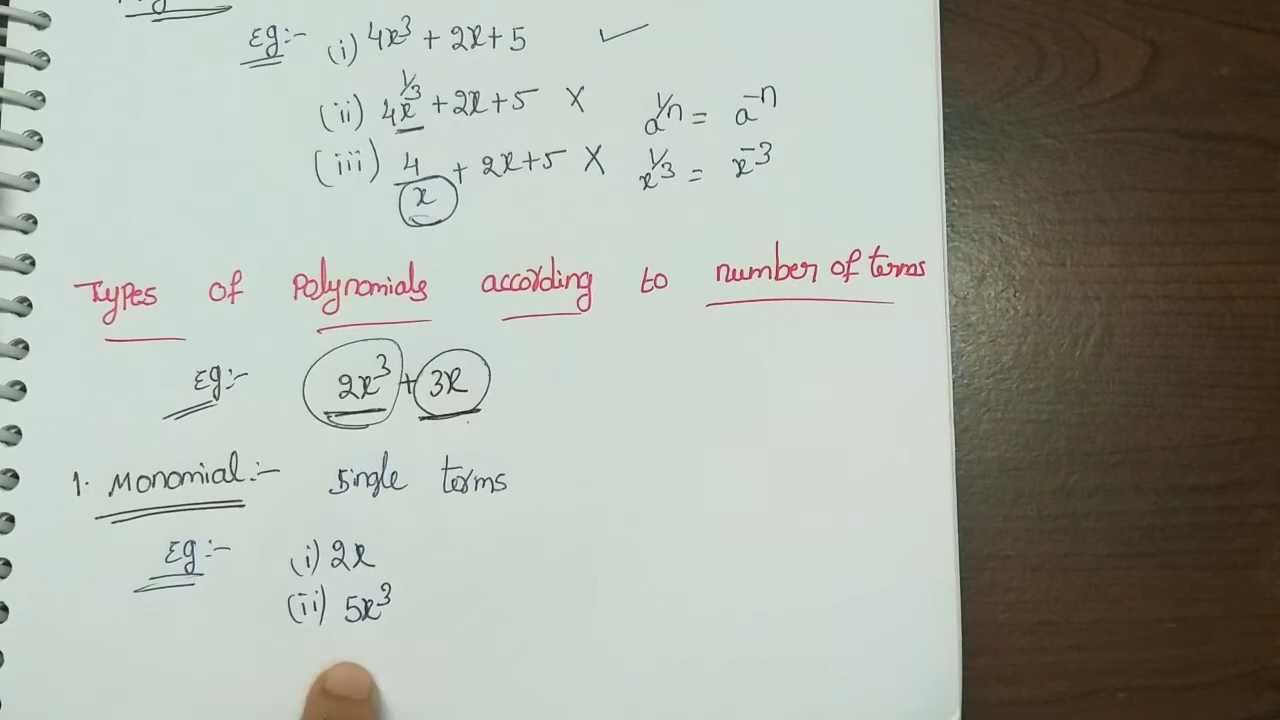 Eg:- (i) 4x³ + 2x + 5 ✓
(ii) 4x^1/3 + 2x + 5 X a^1/n = a^-n
(iii) 4/x + 2x + 5 X x^1/3 = x^-3
Types of Polynomials according to number of terms
Eg:- 2x³ + 3x
1. Monomial:- Single terms
Eg:- (i) 2x
(ii) 5x³